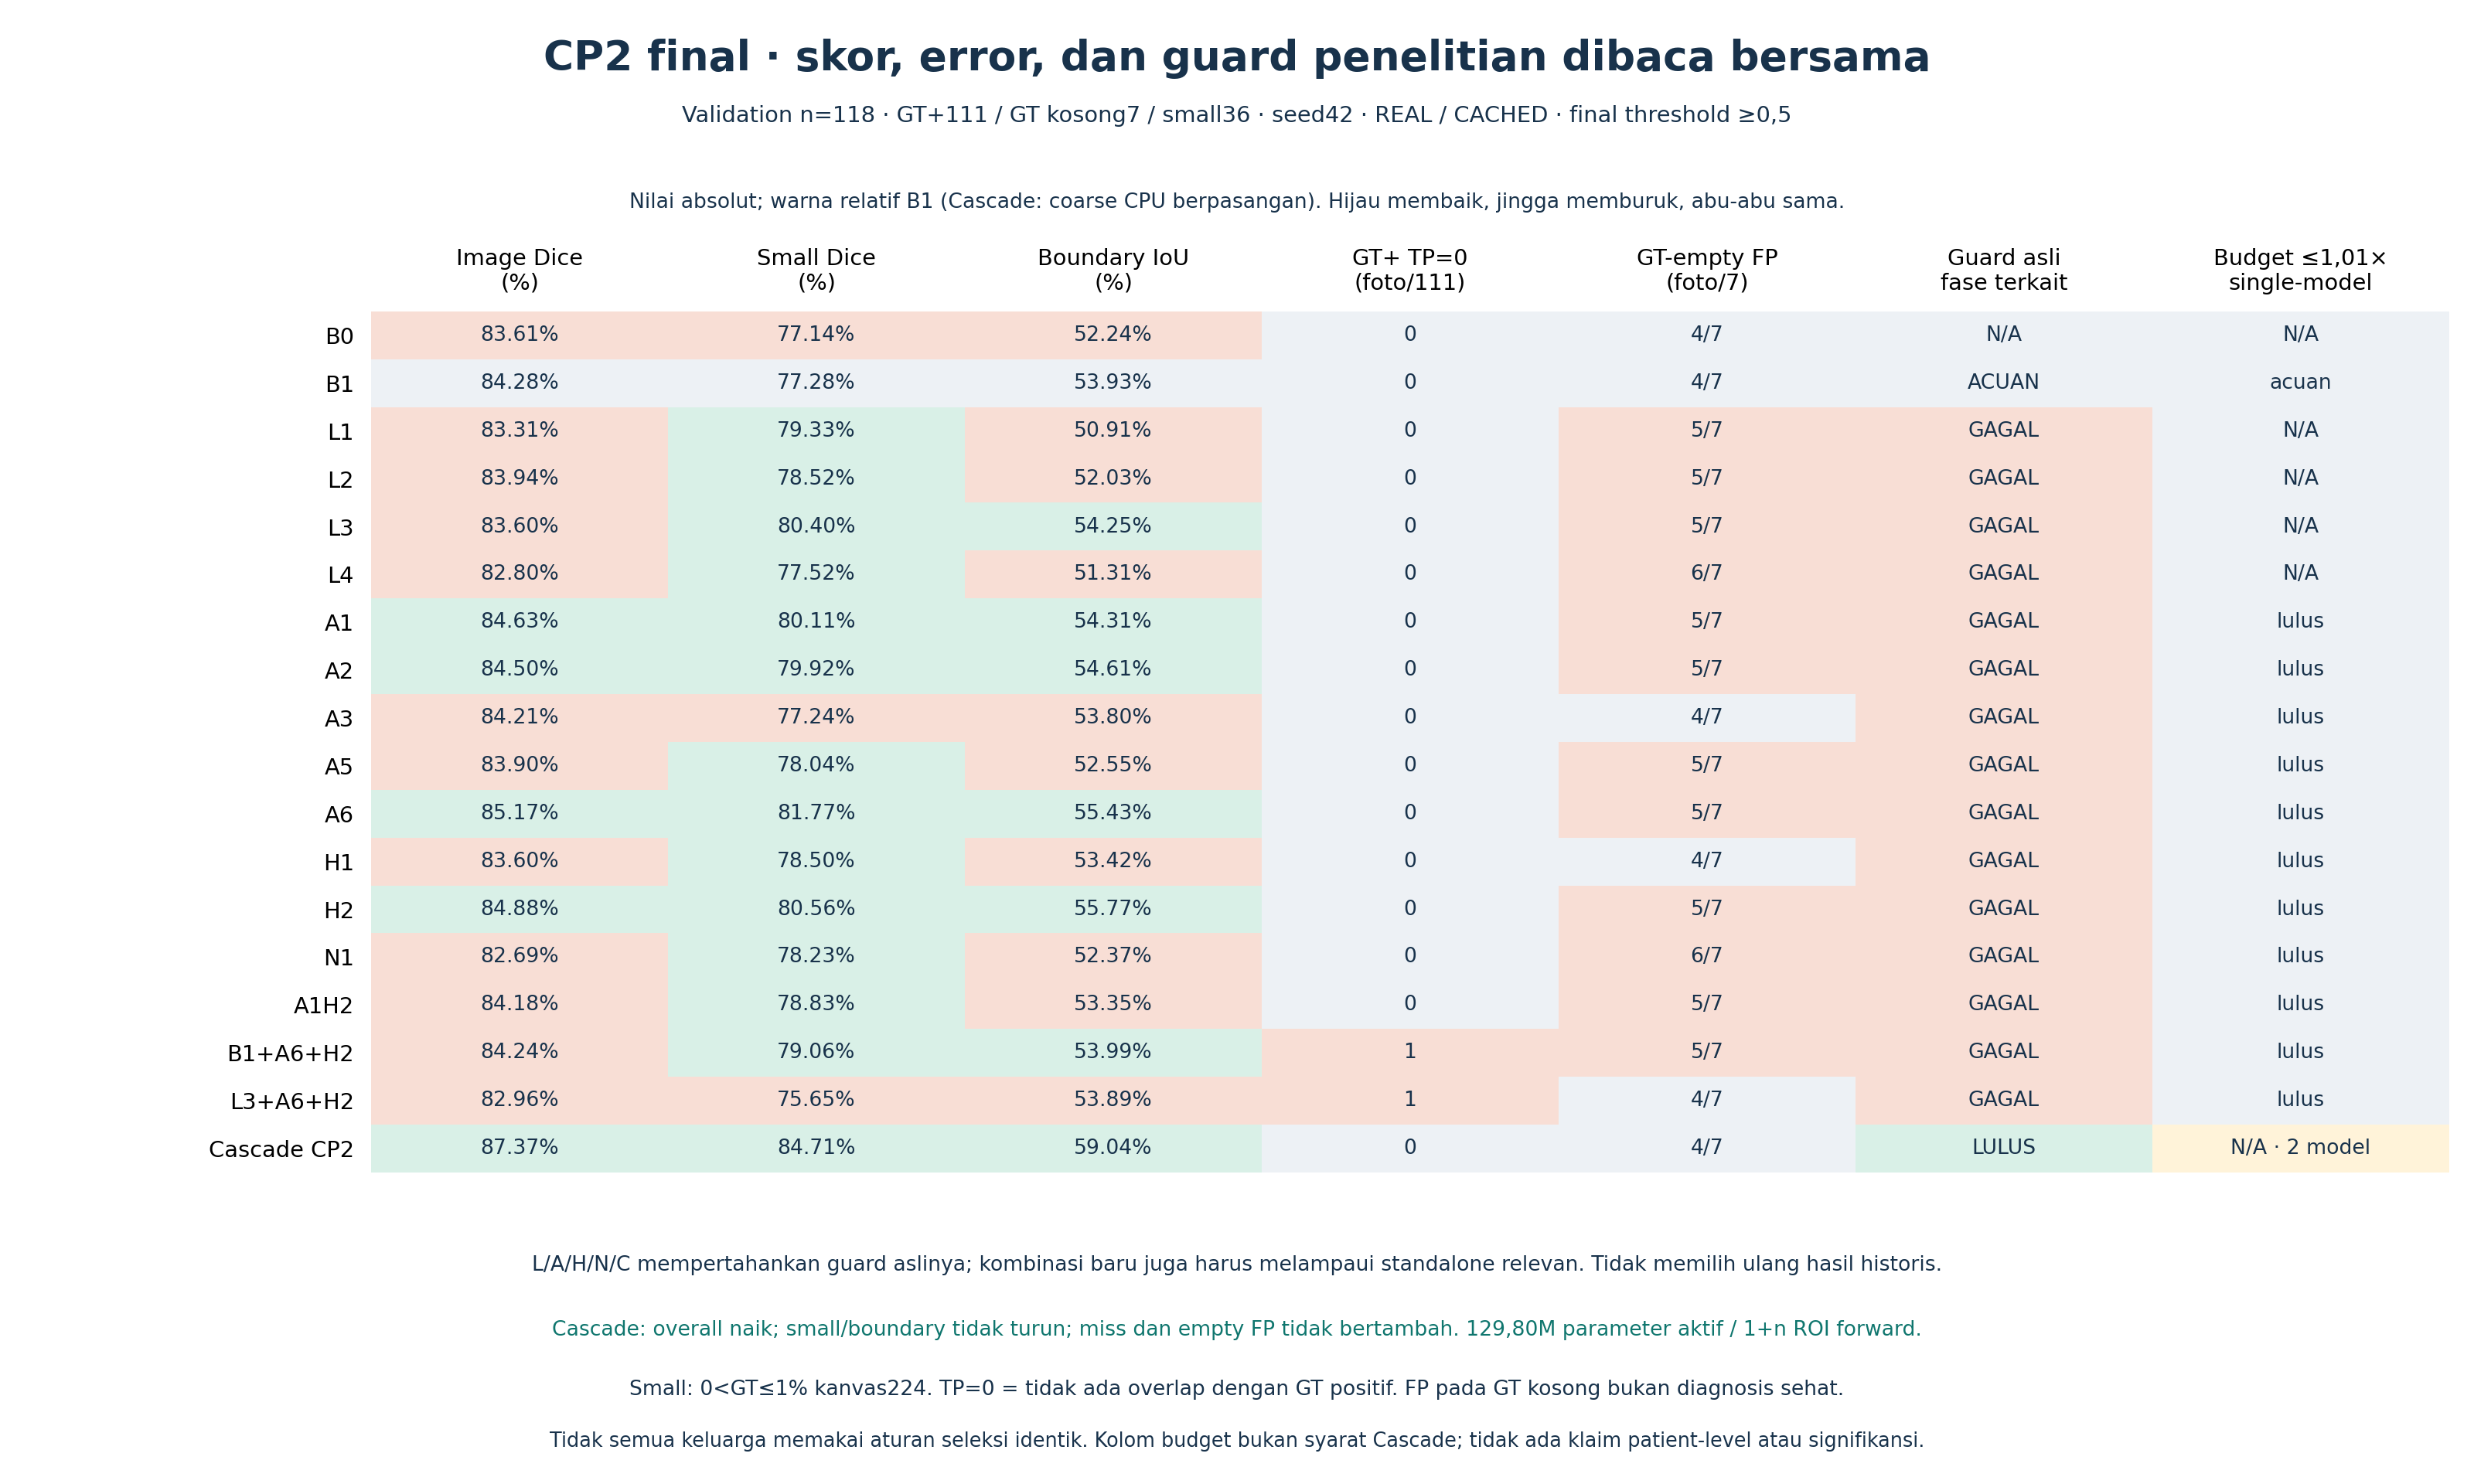 CP2 final · skor, error, dan guard penelitian dibaca bersama
Validation n=118 · GT+111 / GT kosong7 / small36 · seed42 · REAL / CACHED · final threshold ≥0,5
Nilai absolut; warna relatif B1 (Cascade: coarse CPU berpasangan). Hijau membaik, jingga memburuk, abu-abu sama.
Image Dice (%) Small Dice (%) Boundary IoU (%) GT+ TP=0 (foto/111) GT-empty FP (foto/7) Guard asli fase terkait Budget ≤1,01× single-model
B0 83.61% 77.14% 52.24% 0 4/7 N/A N/A
B1 84.28% 77.28% 53.93% 0 4/7 ACUAN acuan
L1 83.31% 79.33% 50.91% 0 5/7 GAGAL N/A
L2 83.94% 78.52% 52.03% 0 5/7 GAGAL N/A
L3 83.60% 80.40% 54.25% 0 5/7 GAGAL N/A
L4 82.80% 77.52% 51.31% 0 6/7 GAGAL N/A
A1 84.63% 80.11% 54.31% 0 5/7 GAGAL lulus
A2 84.50% 79.92% 54.61% 0 5/7 GAGAL lulus
A3 84.21% 77.24% 53.80% 0 4/7 GAGAL lulus
A5 83.90% 78.04% 52.55% 0 5/7 GAGAL lulus
A6 85.17% 81.77% 55.43% 0 5/7 GAGAL lulus
H1 83.60% 78.50% 53.42% 0 4/7 GAGAL lulus
H2 84.88% 80.56% 55.77% 0 5/7 GAGAL lulus
N1 82.69% 78.23% 52.37% 0 6/7 GAGAL lulus
A1H2 84.18% 78.83% 53.35% 0 5/7 GAGAL lulus
B1+A6+H2 84.24% 79.06% 53.99% 1 5/7 GAGAL lulus
L3+A6+H2 82.96% 75.65% 53.89% 1 4/7 GAGAL lulus
Cascade CP2 87.37% 84.71% 59.04% 0 4/7 LULUS N/A · 2 model
L/A/H/N/C mempertahankan guard aslinya; kombinasi baru juga harus melampaui standalone relevan. Tidak memilih ulang hasil historis.
Cascade: overall naik; small/boundary tidak turun; miss dan empty FP tidak bertambah. 129,80M parameter aktif / 1+n ROI forward.
Small: 0<GT≤1% kanvas224. TP=0 = tidak ada overlap dengan GT positif. FP pada GT kosong bukan diagnosis sehat.
Tidak semua keluarga memakai aturan seleksi identik. Kolom budget bukan syarat Cascade; tidak ada klaim patient-level atau signifikansi.